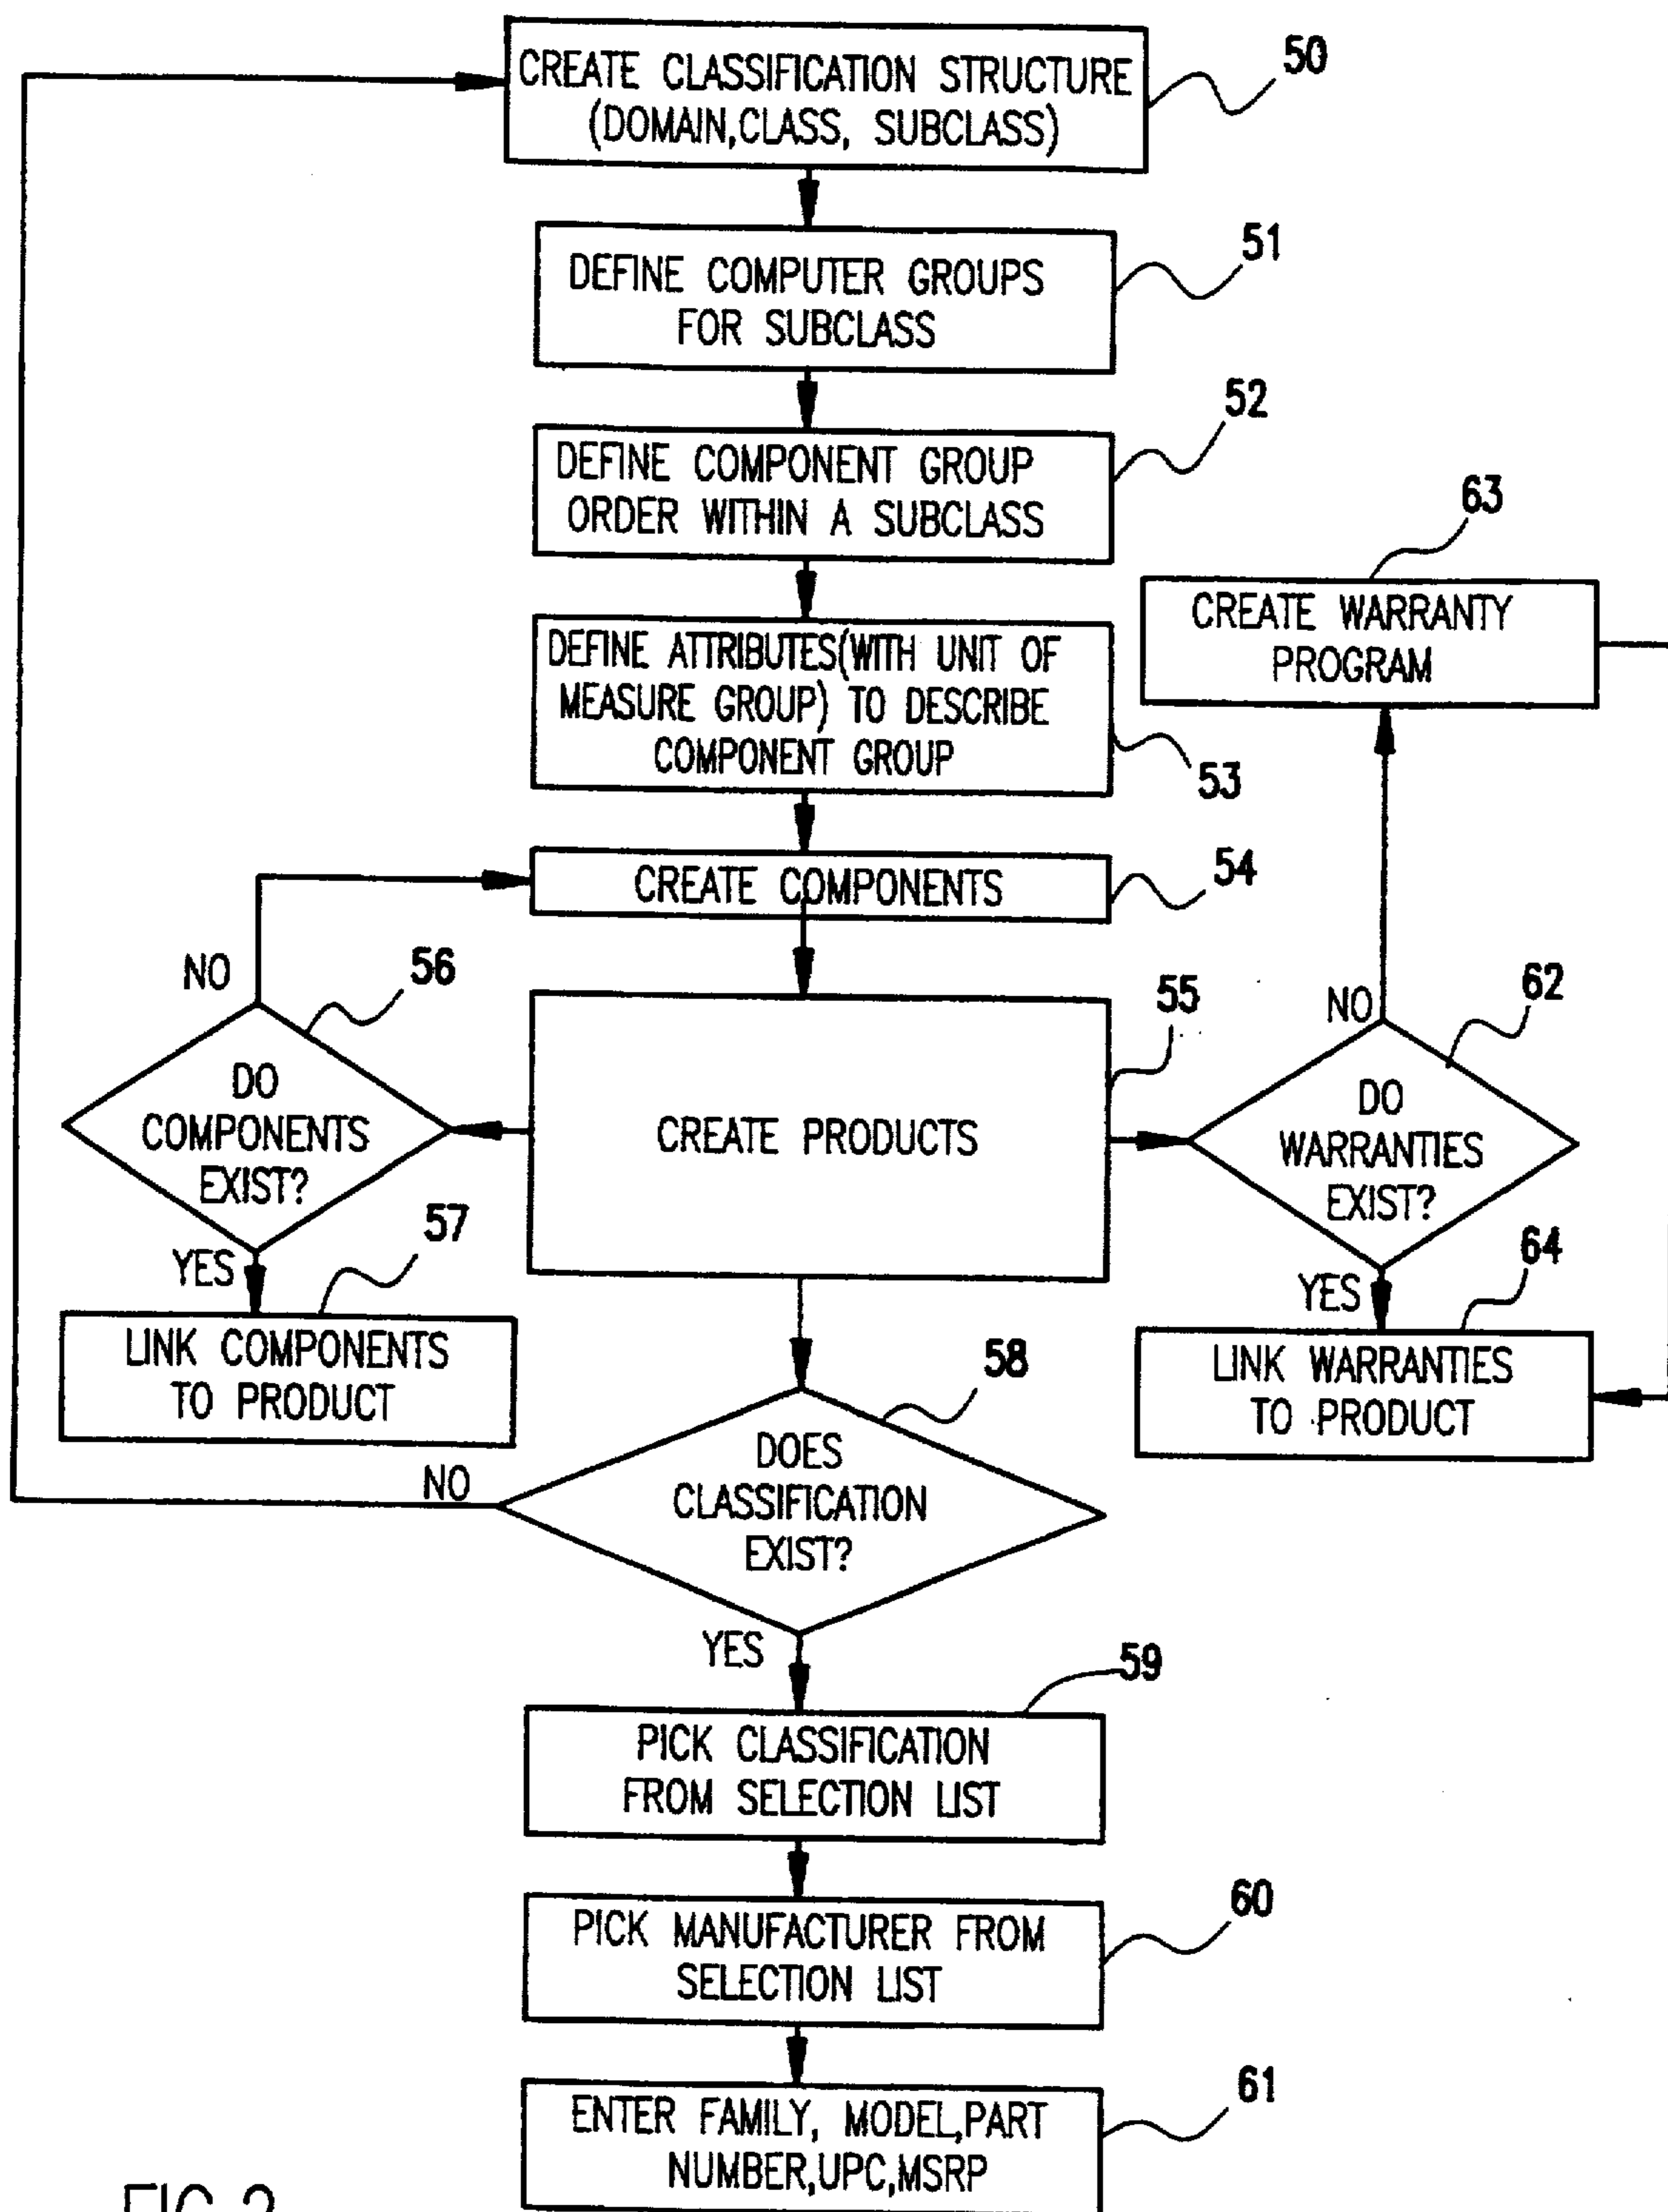 CREATE CLASSIFICATION STRUCTURE
(DOMAIN,CLASS, SUBCLASS)
50
DEFINE COMPUTER GROUPS
FOR SUBCLASS
51
DEFINE COMPONENT GROUP
ORDER WITHIN A SUBCLASS
52
63
CREATE WARRANTY
PROGRAM
DEFINE ATTRIBUTES(WITH UNIT OF
MEASURE GROUP) TO DESCRIBE
COMPONENT GROUP
53
CREATE COMPONENTS
54
NO
56
DO
COMPONENTS
EXIST?
CREATE PRODUCTS
55
NO
62
DO
WARRANTIES
EXIST?
YES
57
LINK COMPONENTS
TO PRODUCT
YES
64
LINK WARRANTIES
TO PRODUCT
58
DOES
CLASSIFICATION
EXIST?
NO
YES
59
PICK CLASSIFICATION
FROM SELECTION LIST
60
PICK MANUFACTURER FROM
SELECTION LIST
61
ENTER FAMILY, MODEL,PART
NUMBER,UPC,MSRP
FIG.2